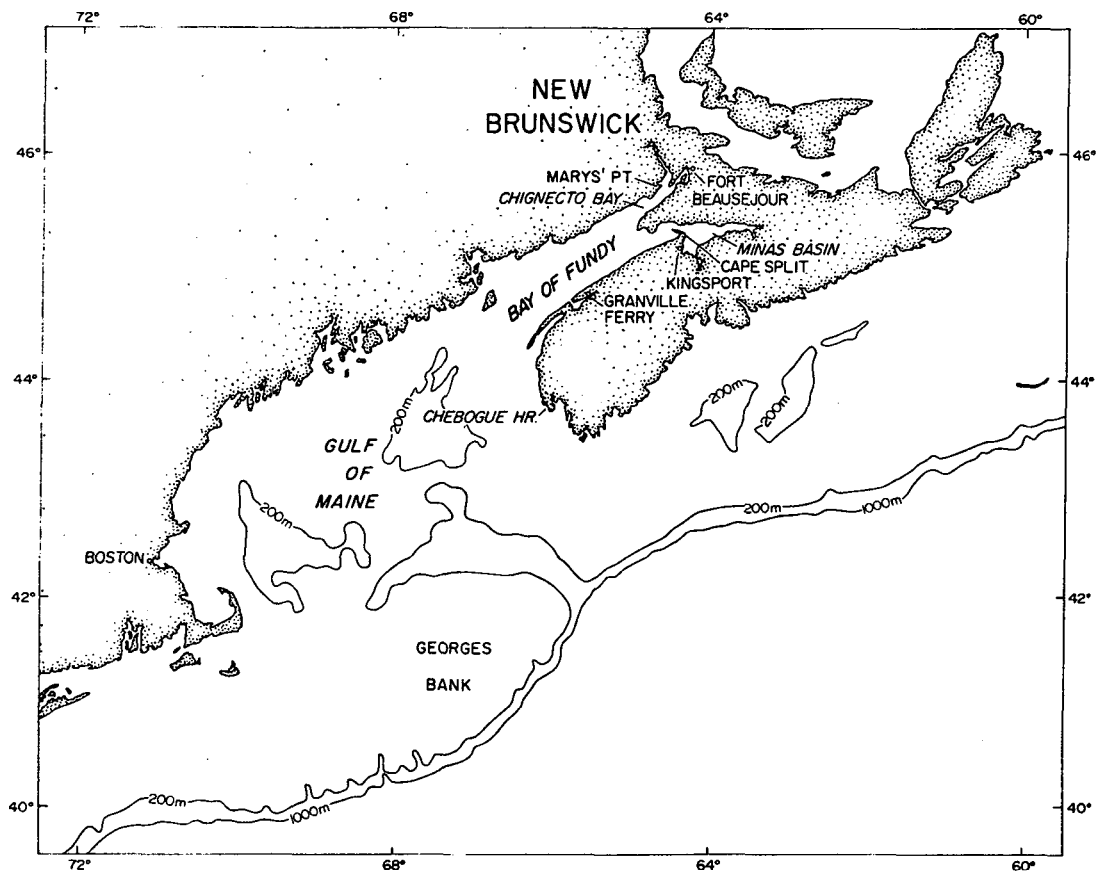 72° 68° 64° 60°
NEW
BRUNSWICK
46° 46°
MARYS' PT.
CHIGNECTO BAY
FORT
BEAUSEJOUR
MINAS BASIN
CAPE SPLIT
KINGSPORT
BAY OF FUNDY
GRANVILLE
FERRY
44° 44°
200m
CHEBOGUE HR.
200m
200m
GULF
OF
MAINE
200m
200m
1000m
BOSTON
42° 42°
GEORGES
BANK
40° 40°
200m
1000m
72° 68° 64° 60°